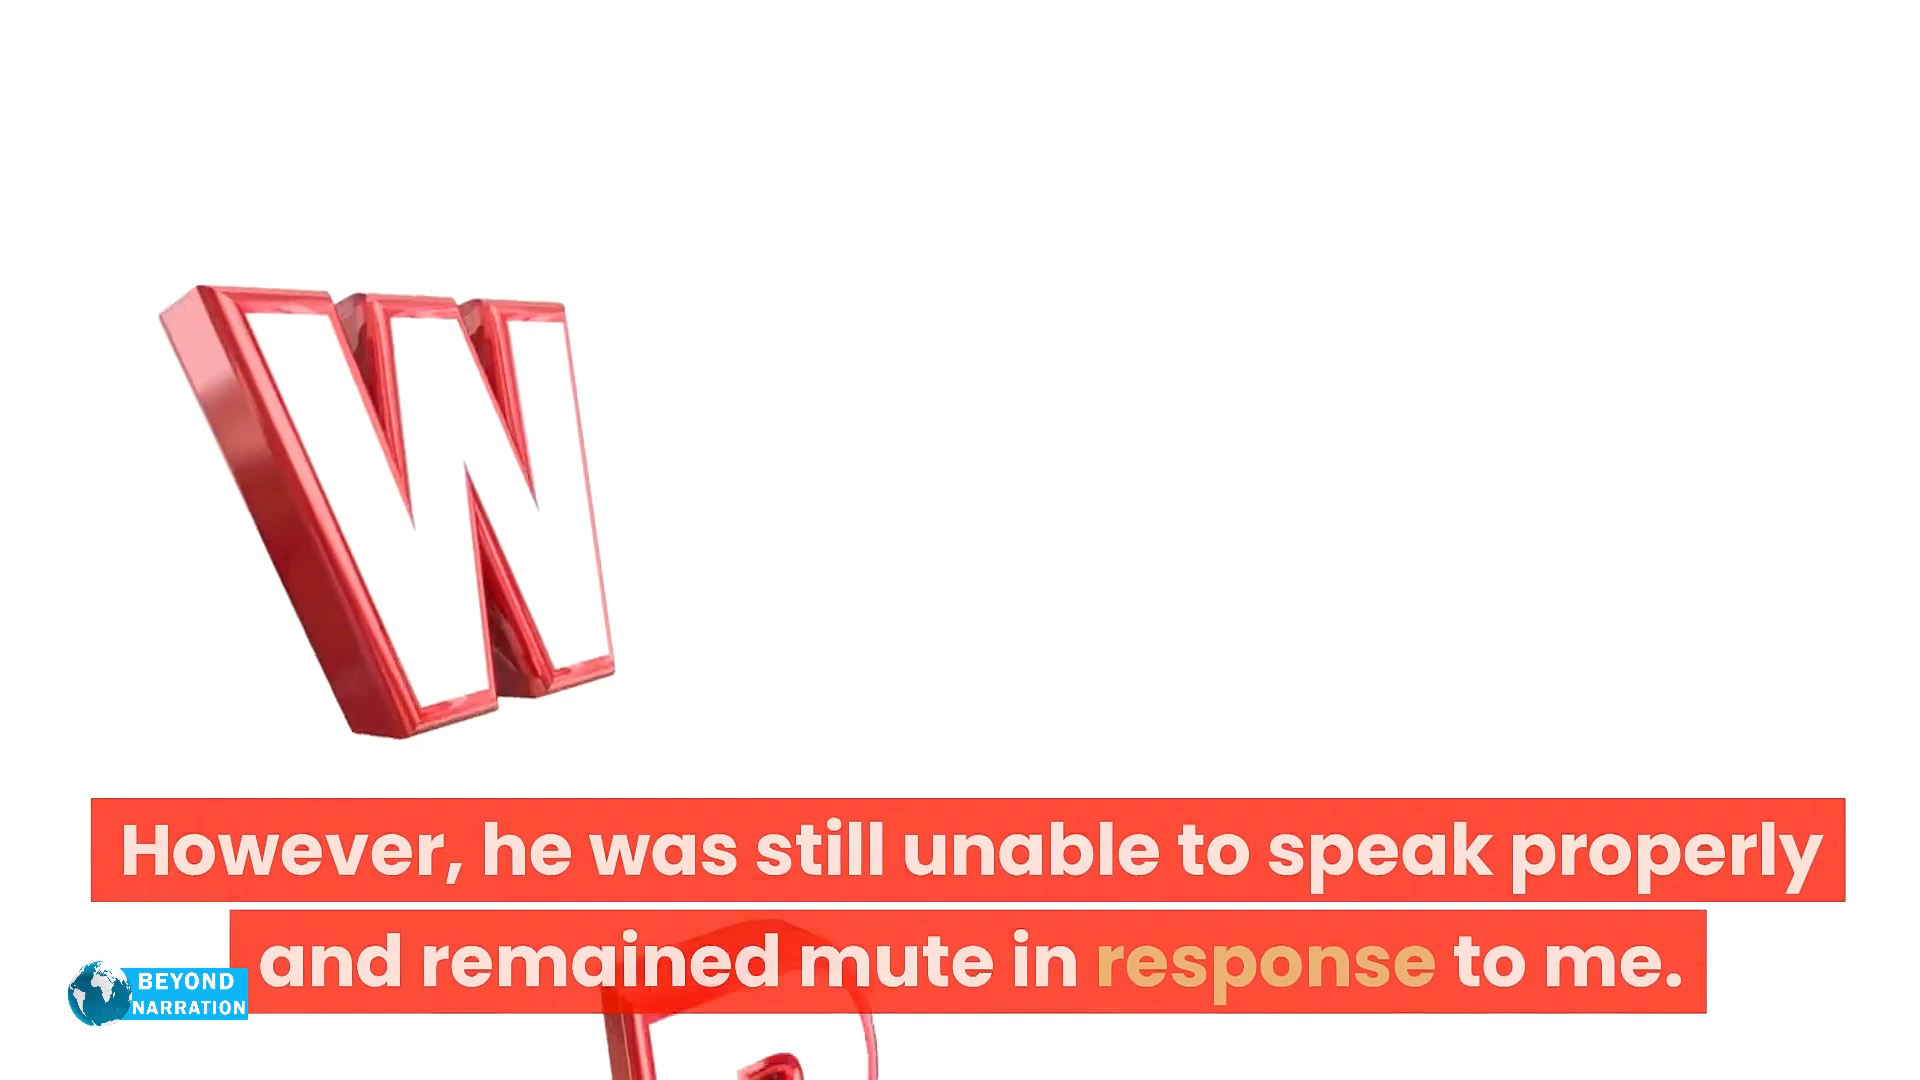 W
However, he was still unable to speak properly
and remained mute in response to me.
BEYOND
NARRATION